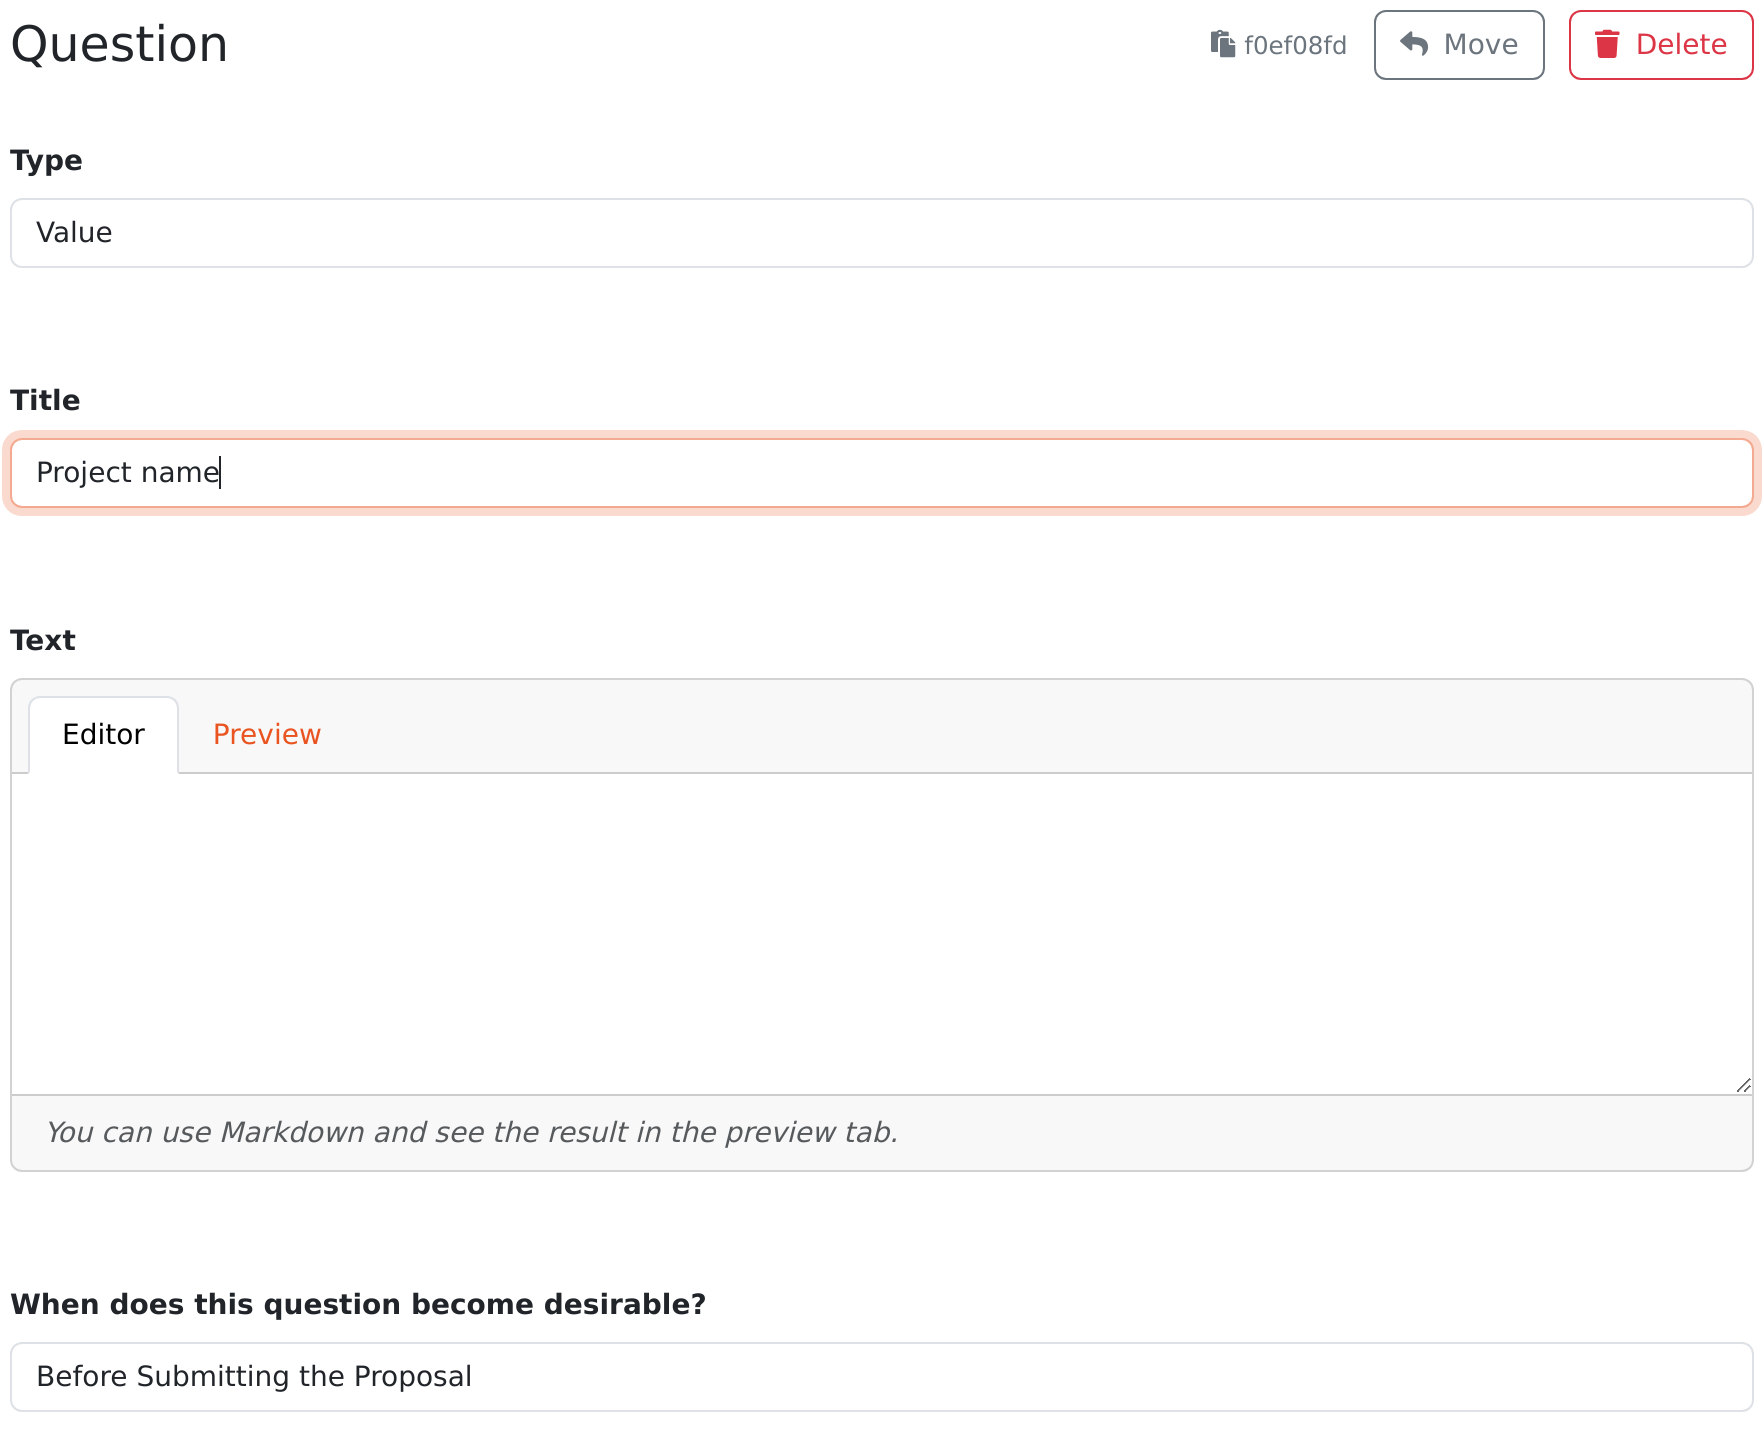 Question
f0ef08fd
Move
Delete
Type
Value
Title
Project name
Text
Editor
Preview
You can use Markdown and see the result in the preview tab.
When does this question become desirable?
Before Submitting the Proposal